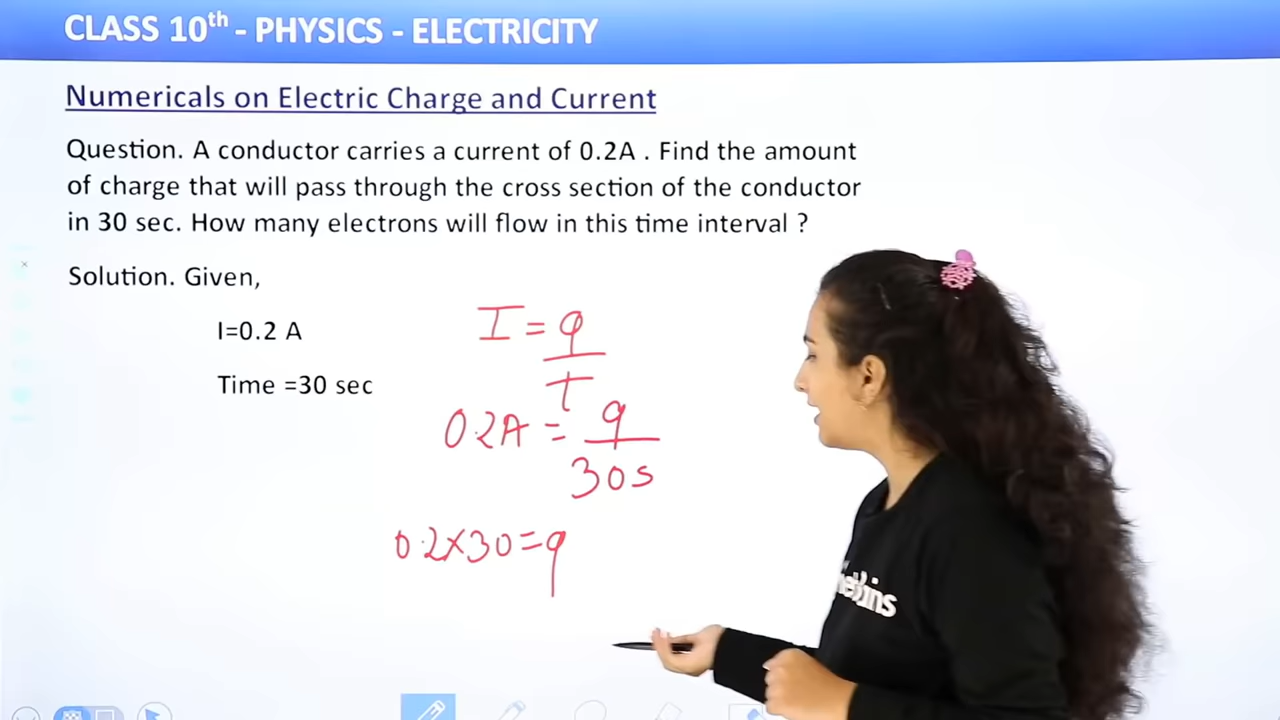 CLASS 10th - PHYSICS - ELECTRICITY
Numericals on Electric Charge and Current
Question. A conductor carries a current of 0.2A . Find the amount
of charge that will pass through the cross section of the conductor
in 30 sec. How many electrons will flow in this time interval ?
Solution. Given,
I=0.2 A
Time =30 sec
I = q
t
0.2A = q
30s
0.2x30=q